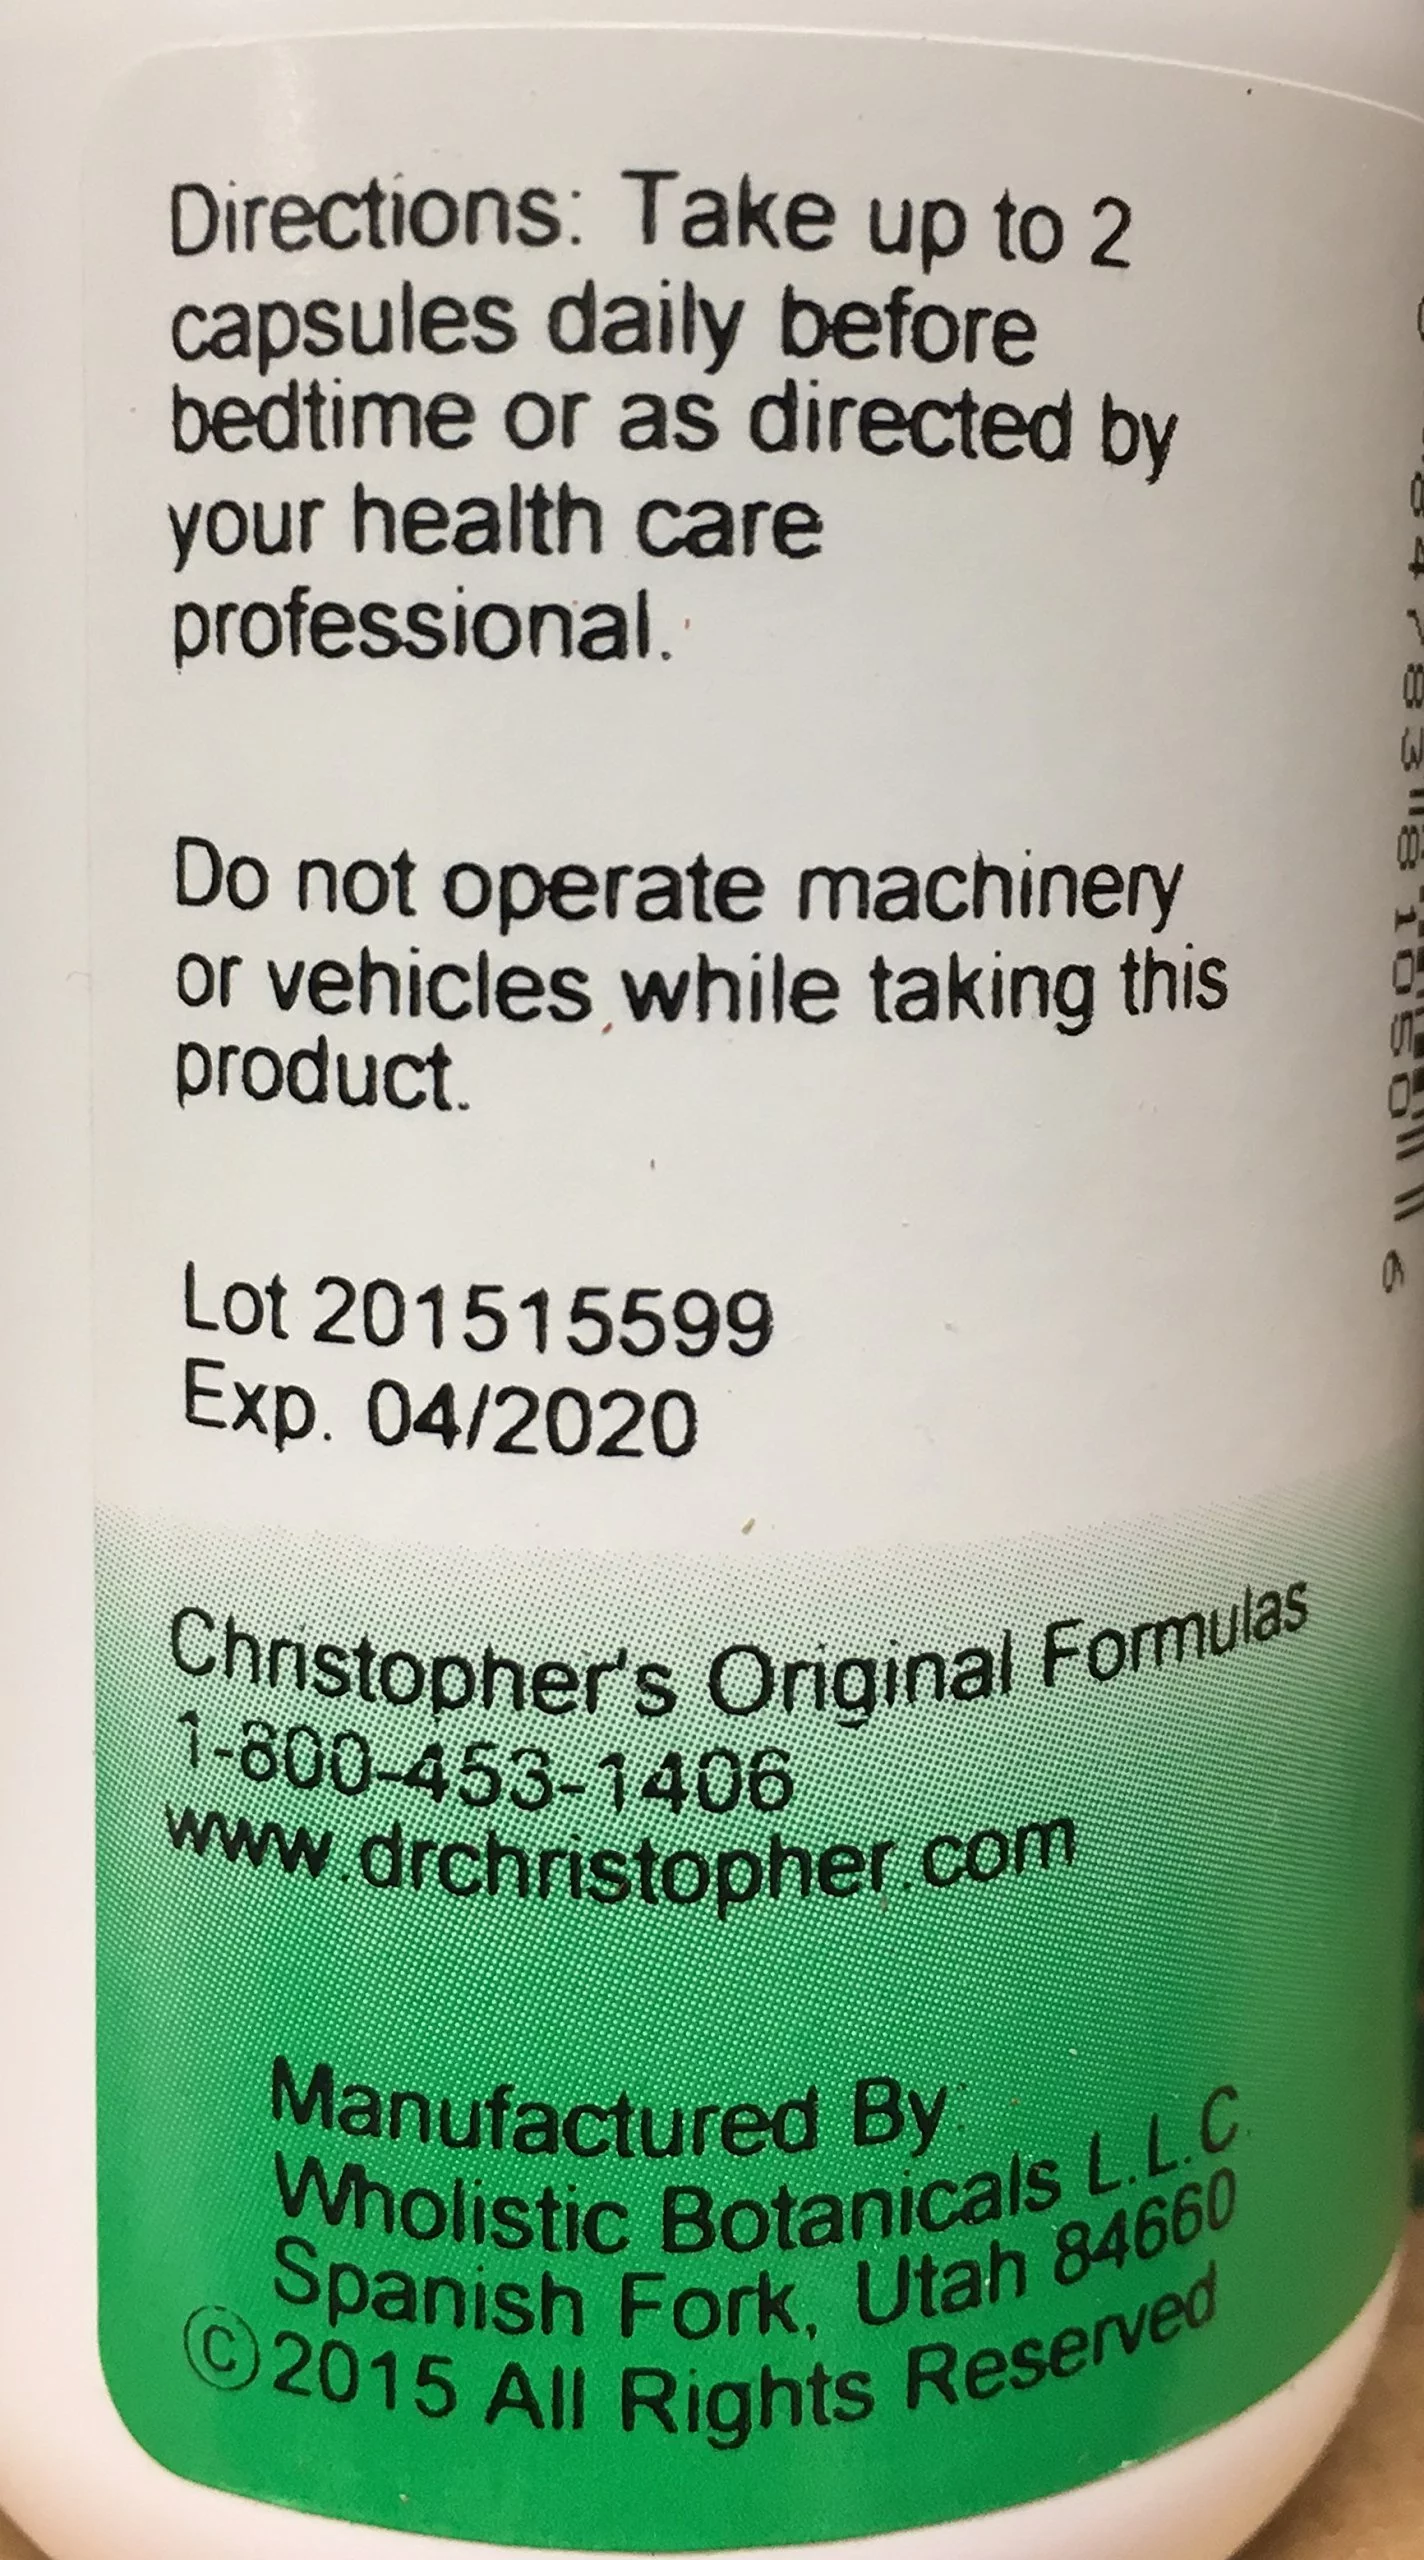 Directions: Take up to 2
capsules daily before
bedtime or as directed by
your health care
professional.
Do not operate machinery
or vehicles while taking this
product.
Lot 201515599
Exp. 04/2020
Christopher's Original Formulas
1-800-453-1406
www.drchristopher.com
Manufactured By:
Wholistic Botanicals L.L.C.
Spanish Fork, Utah 84660
©2015 All Rights Reserved